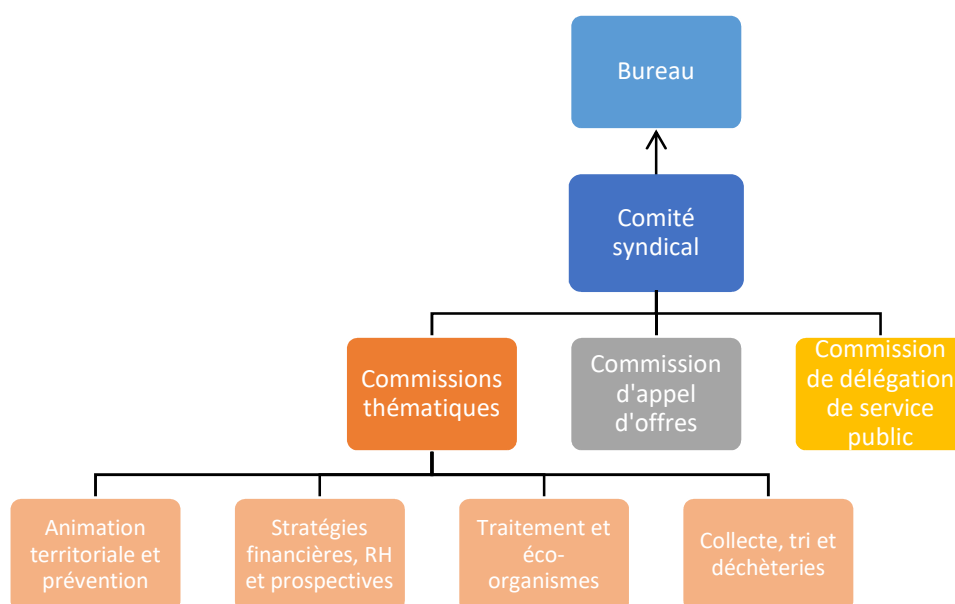 Bureau
Comité
syndical
Commissions
thématiques
Commission
d'appel
d'offres
Commission
de délégation
de service
public
Animation
territoriale et
prévention
Stratégies
financières, RH
et prospectives
Traitement et
éco-
organismes
Collecte, tri et
déchèteries